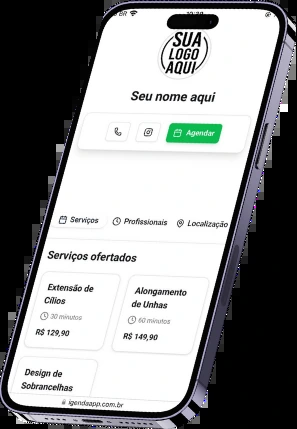 SUA
LOGO
AQUI
Seu nome aqui
Agendar
Serviços Profissionais Localização
Serviços ofertados
Extensão de
Cílios
30 minutos
R$ 129,90
Alongamento
de Unhas
60 minutos
R$ 149,90
Design de
Sobrancelhas
igendaapp.com.br